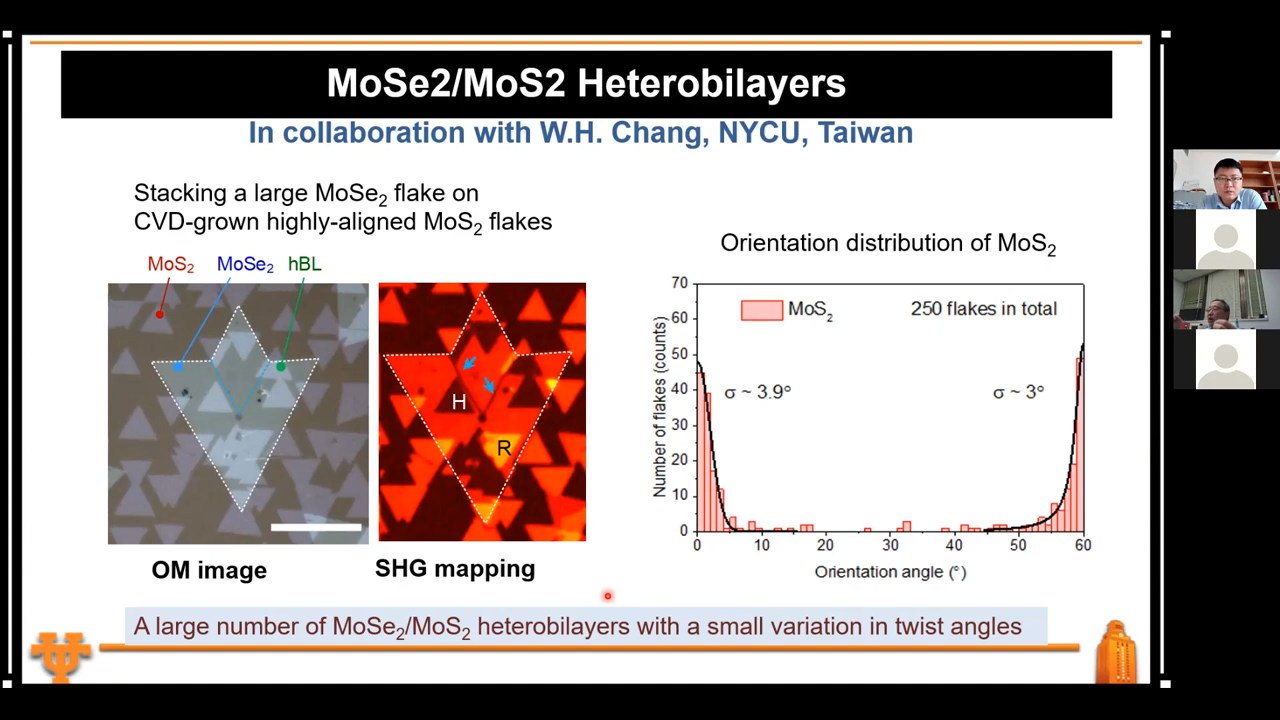 MoSe2/MoS2 Heterobilayers
In collaboration with W.H. Chang, NYCU, Taiwan
Stacking a large MoSe₂ flake on
CVD-grown highly-aligned MoS₂ flakes
MoS₂ MoSe₂ hBL
H
R
OM image
SHG mapping
Orientation distribution of MoS₂
70
60
50
40
30
20
10
0
Number of flakes (counts)
MoS₂
250 flakes in total
σ ~ 3.9°
σ ~ 3°
0 10 20 30 40 50 60
Orientation angle (°)
A large number of MoSe₂/MoS₂ heterobilayers with a small variation in twist angles